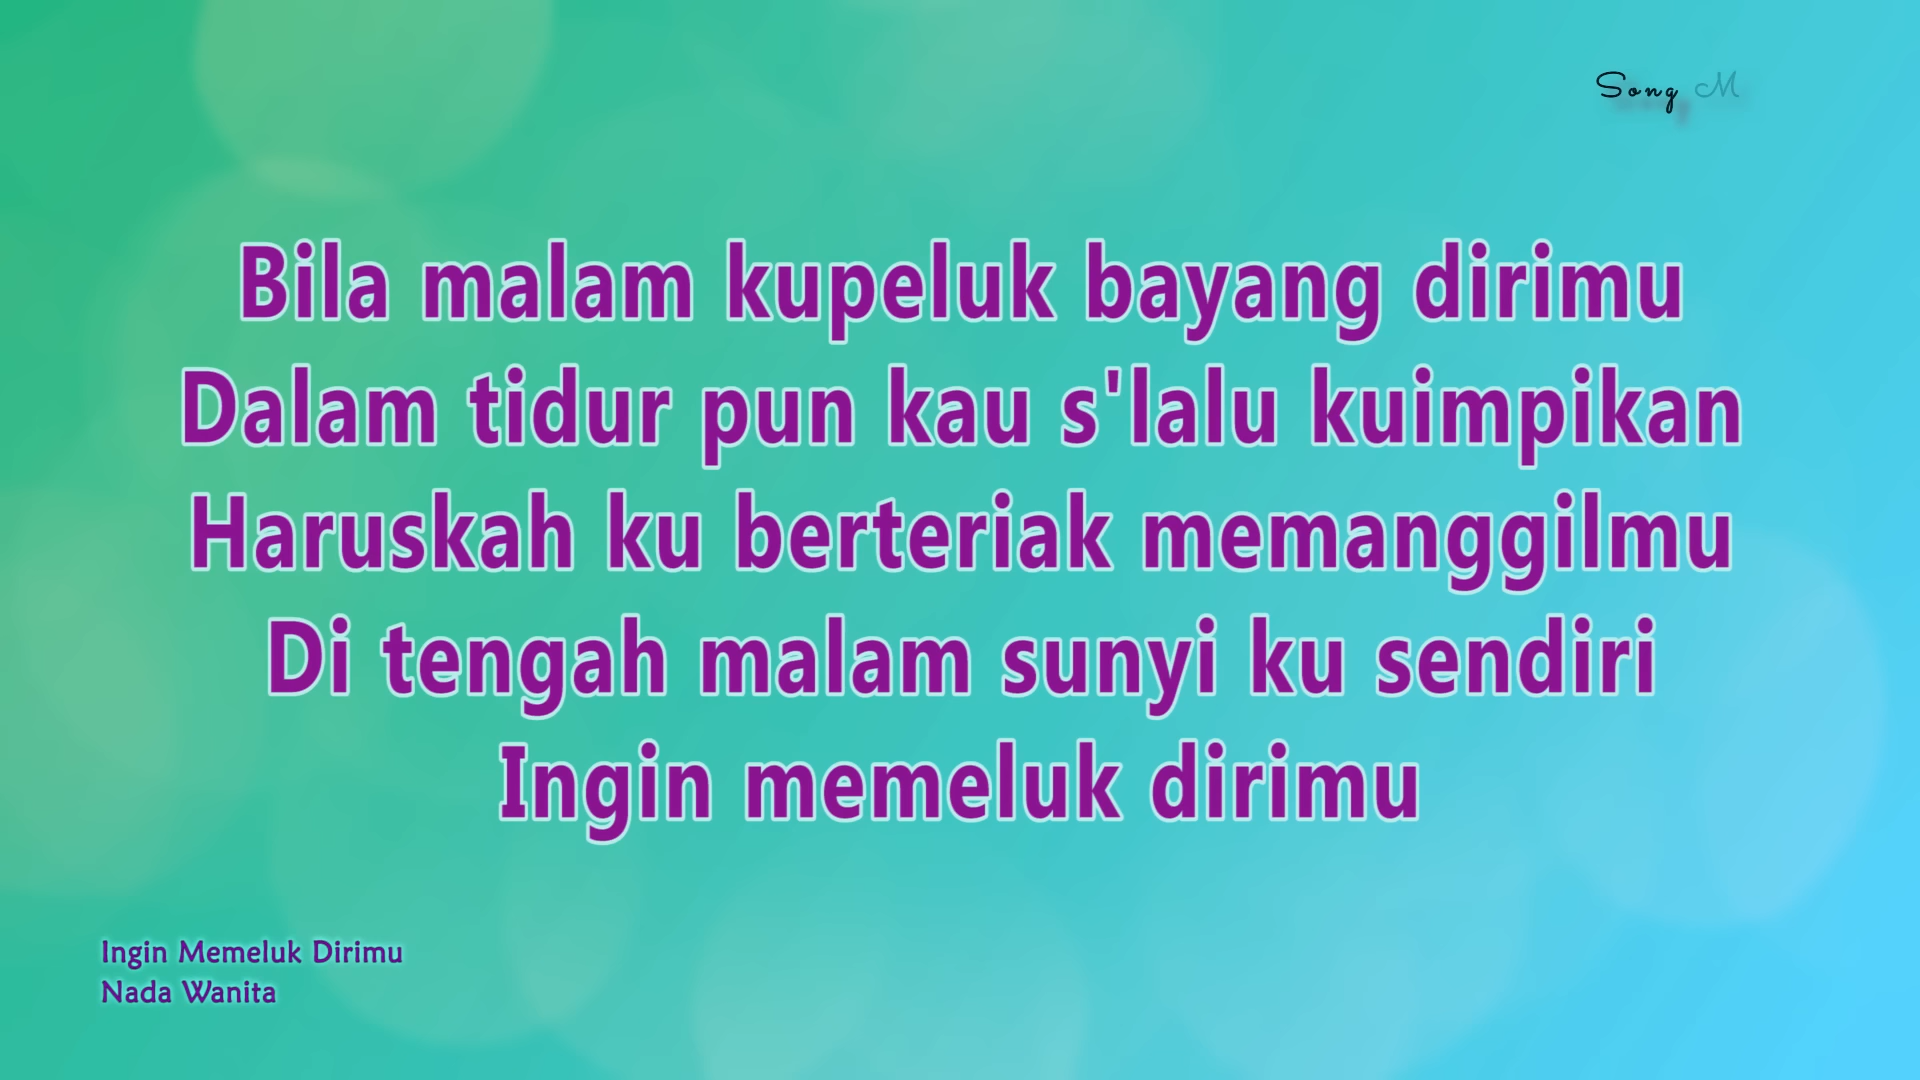 Song M
Bila malam kupeluk bayang dirimu
Dalam tidur pun kau s'lalu kuimpikan
Haruskah ku berteriak memanggilmu
Di tengah malam sunyi ku sendiri
Ingin memeluk dirimu
Ingin Memeluk Dirimu
Nada Wanita